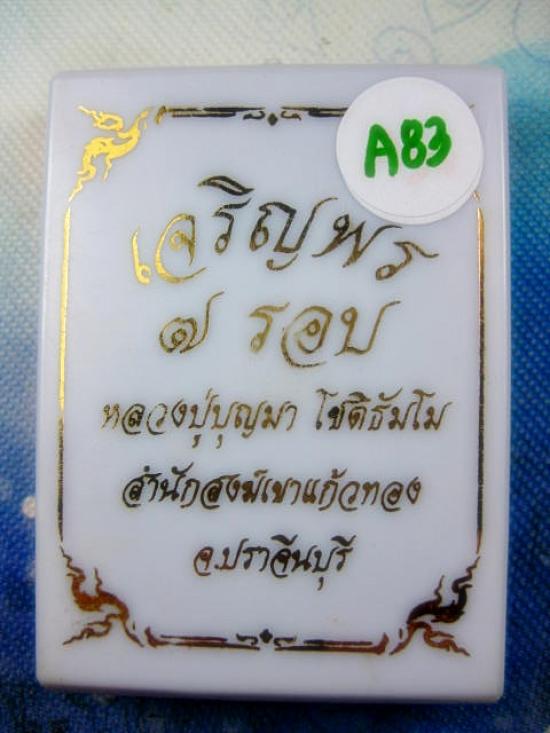 A83
เจริญพร
๗ รอบ
หลวงปู่บุญมา โชติธัมโม
สำนักสงฆ์เขาแก้วทอง
จ.ปราจีนบุรี